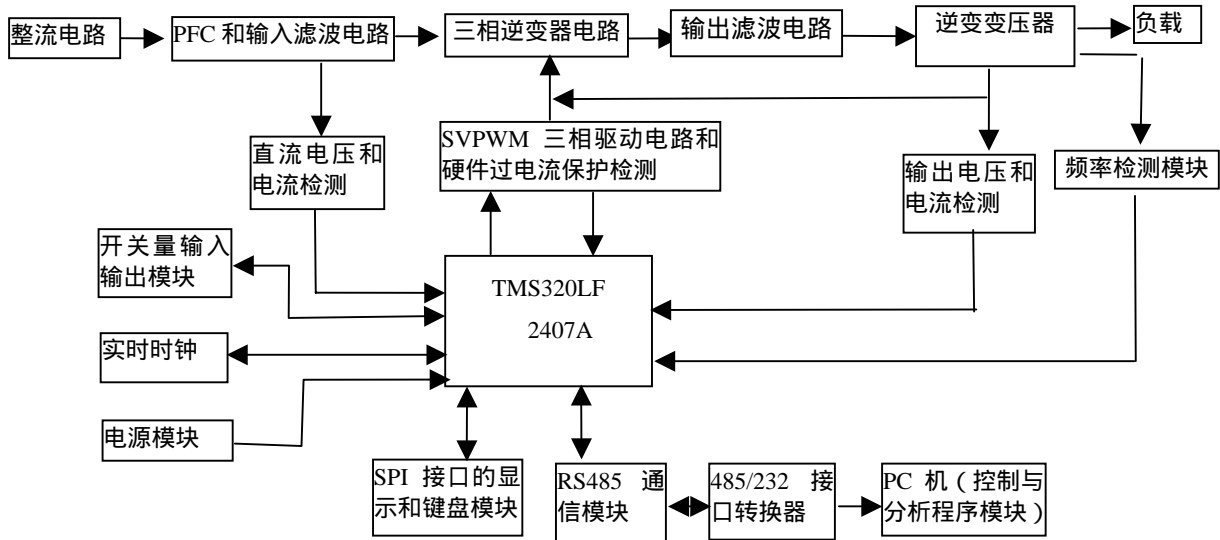 整流电路
PFC 和输入滤波电路
三相逆变器电路
输出滤波电路
逆变变压器
负载
直流电压和
电流检测
SVPWM 三相驱动电路和
硬件过电流保护检测
输出电压和
电流检测
频率检测模块
开关量输入
输出模块
TMS320LF
2407A
实时时钟
电源模块
SPI 接口的显
示和键盘模块
RS485 通
信模块
485/232 接
口转换器
PC 机（控制与
分析程序模块）